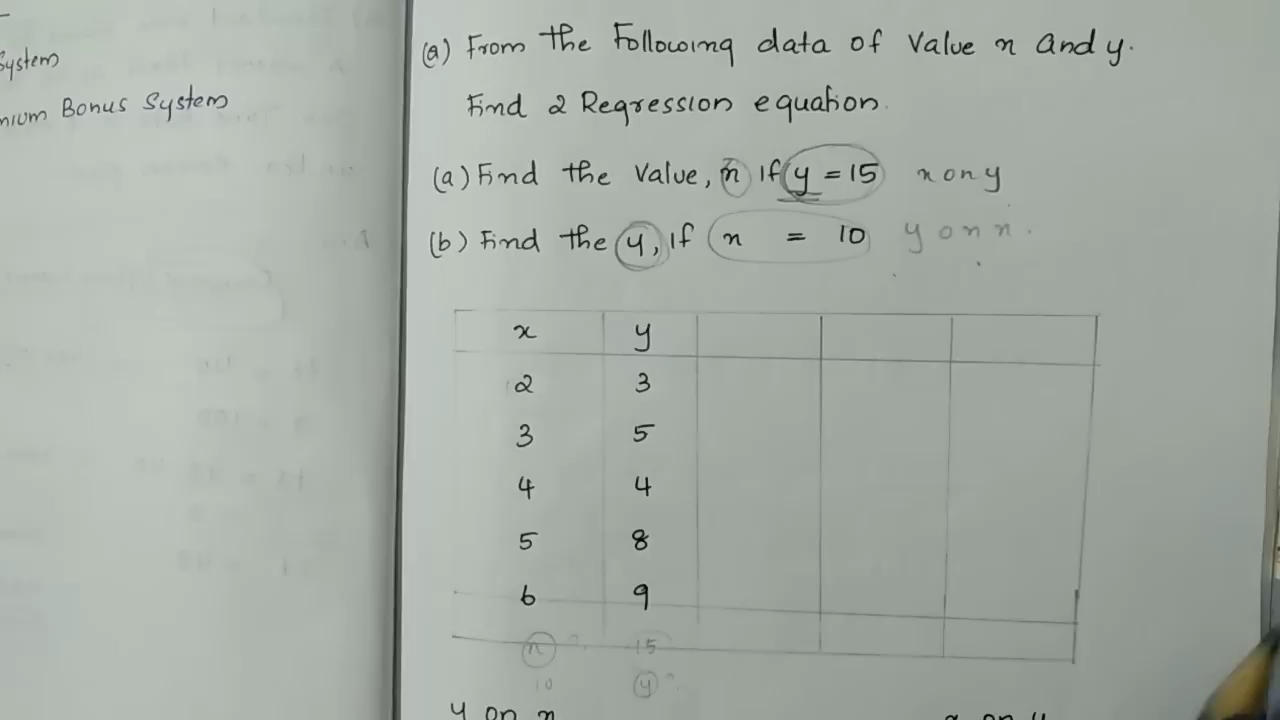 System
nium Bonus System
(a) From the Following data of Value x and y.
Find 2 Regression equation.
(a) Find the Value, x If y = 15 x on y
(b) Find the y, If x = 10 y on x.
x y
2 3
3 5
4 4
5 8
6 9
x ?. 15
10 y ?.
y on x x on y